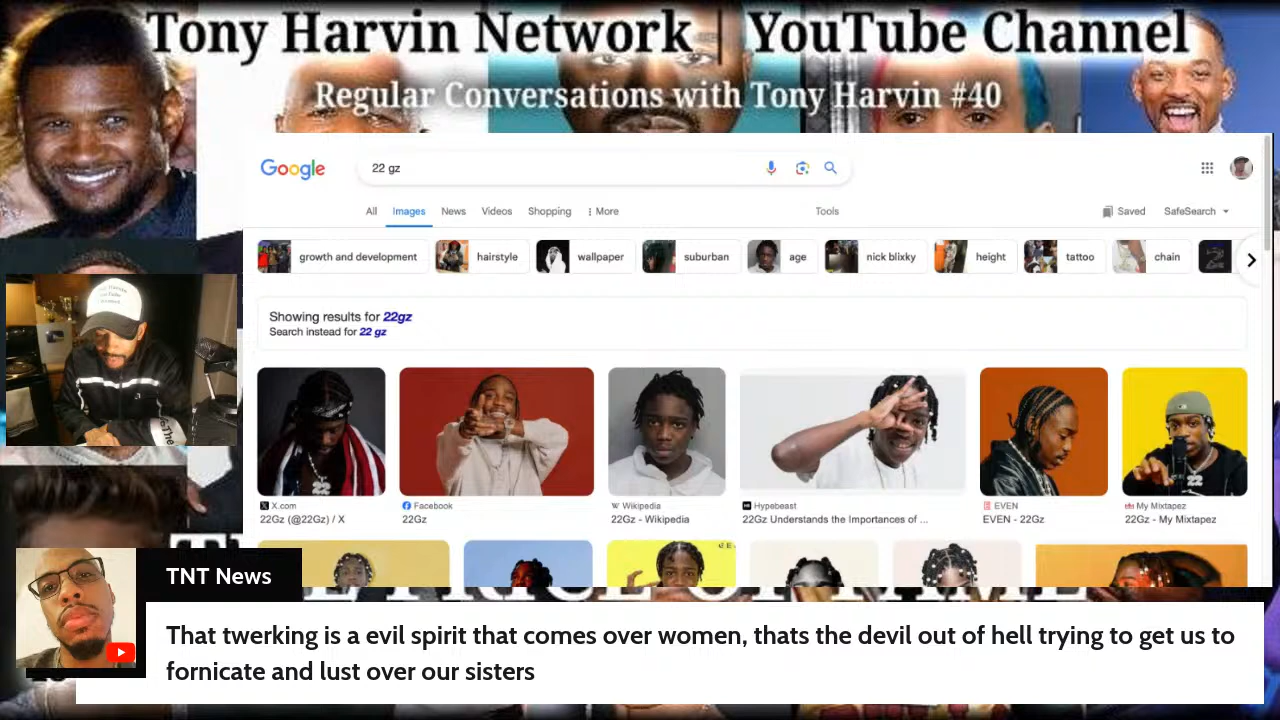 Tony Harvin Network | YouTube Channel
Regular Conversations with Tony Harvin #40
Google
22 gz
All Images News Videos Shopping More Tools Saved SafeSearch
growth and development hairstyle wallpaper suburban age nick blixky height tattoo chain
Showing results for 22gz
Search instead for 22 gz
X.com Facebook Wikipedia Hypebeast EVEN My Mixtapez
22Gz (@22Gz) / X 22Gz 22Gz - Wikipedia 22Gz Understands the Importances of ... EVEN - 22Gz 22Gz - My Mixtapez
TNT News
That twerking is a evil spirit that comes over women, thats the devil out of hell trying to get us to
fornicate and lust over our sisters